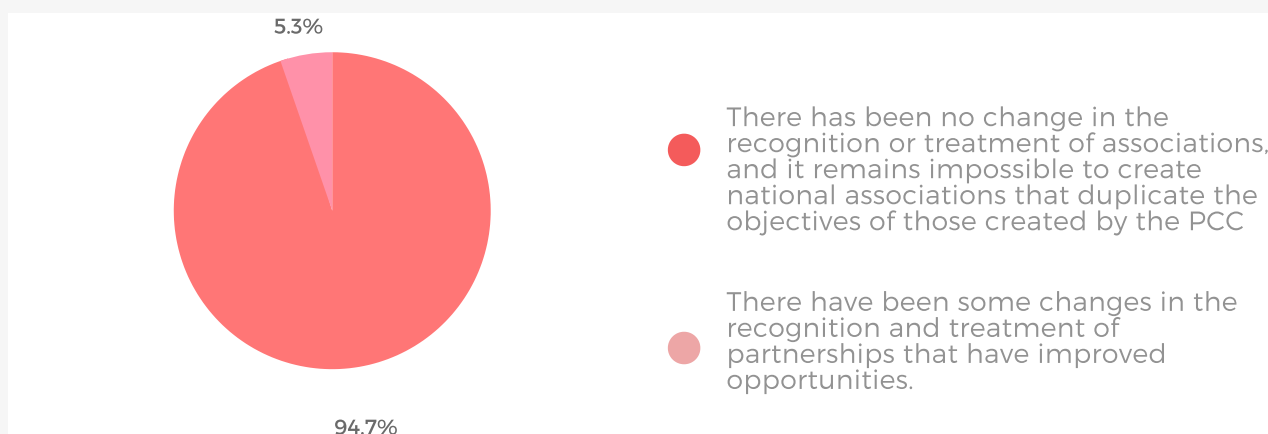 5.3%
There has been no change in the
recognition or treatment of associations,
and it remains impossible to create
national associations that duplicate the
objectives of those created by the PCC
There have been some changes in the
recognition and treatment of
partnerships that have improved
opportunities.
94.7%